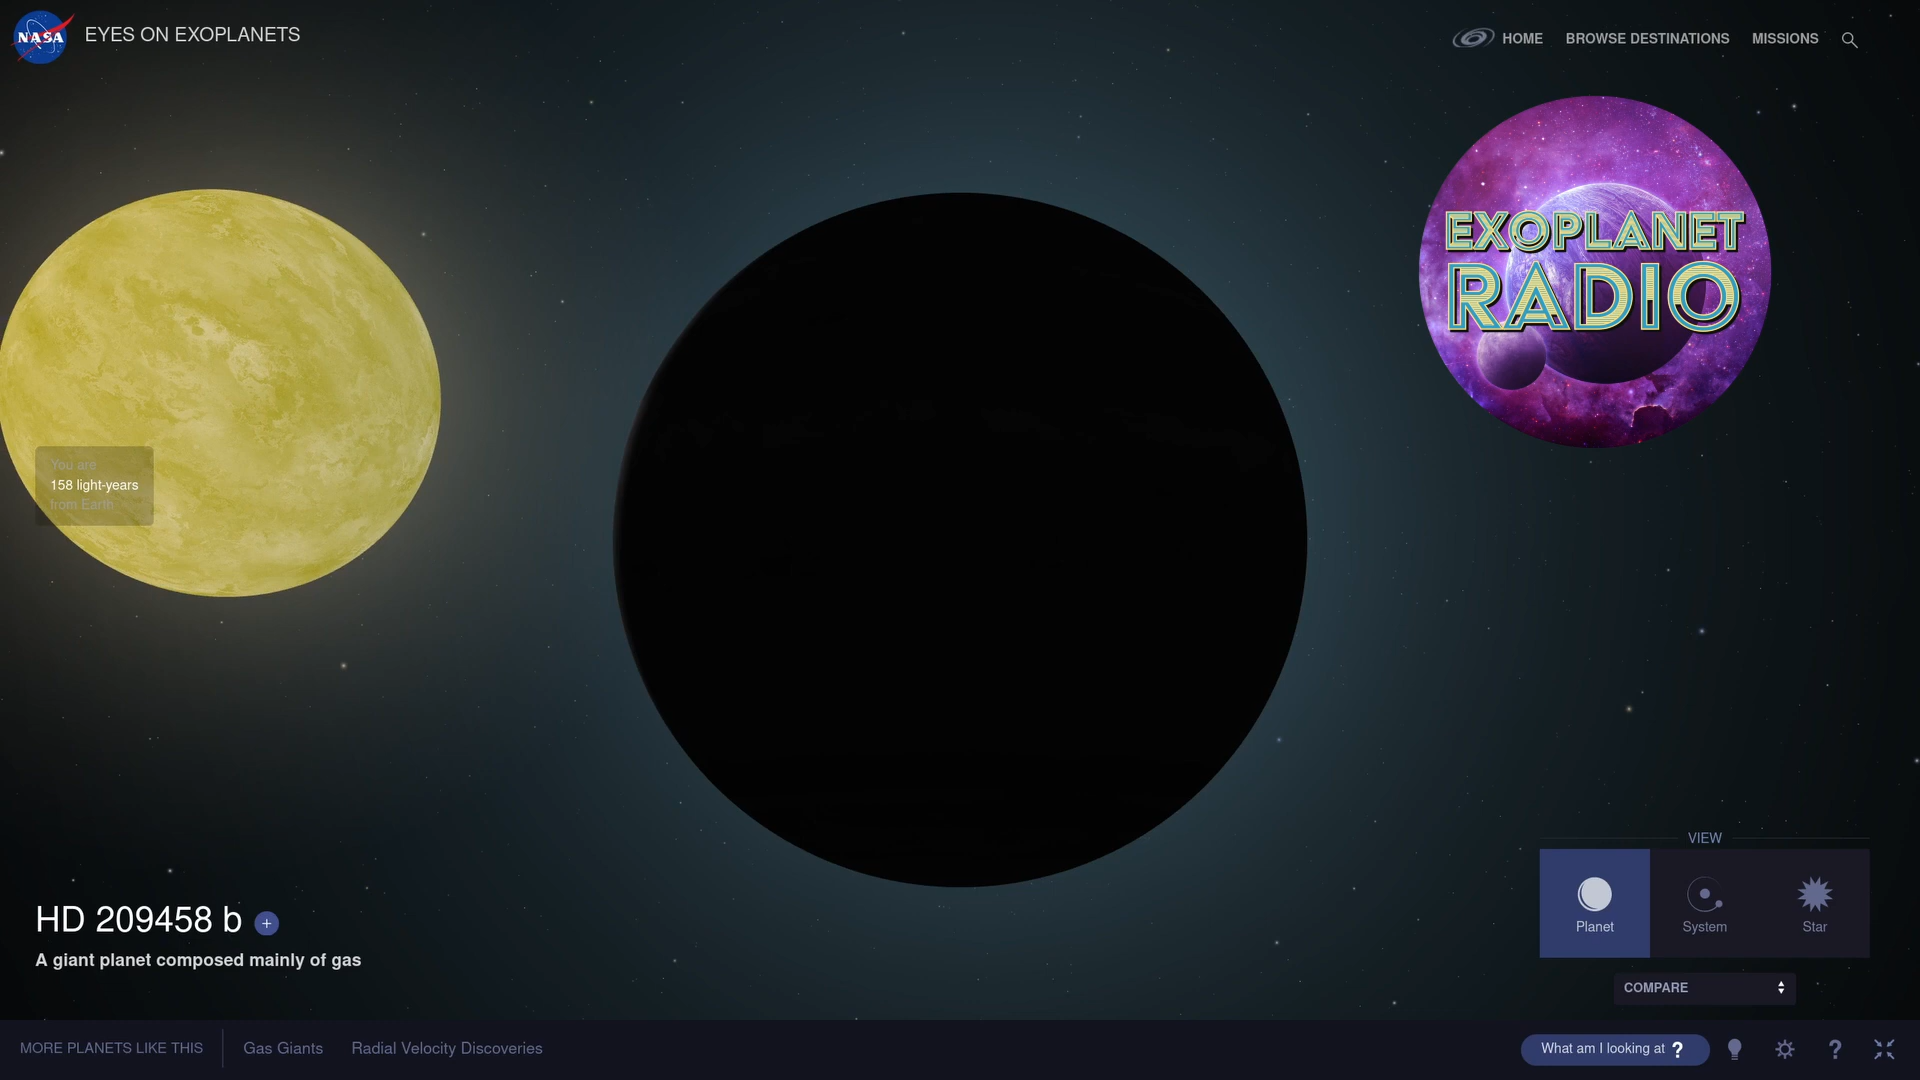 NASA
EYES ON EXOPLANETS
HOME
BROWSE DESTINATIONS
MISSIONS
EXOPLANET
RADIO
You are
158 light-years
from Earth
HD 209458 b +
A giant planet composed mainly of gas
VIEW
Planet
System
Star
COMPARE
MORE PLANETS LIKE THIS
Gas Giants
Radial Velocity Discoveries
What am I looking at ?
?